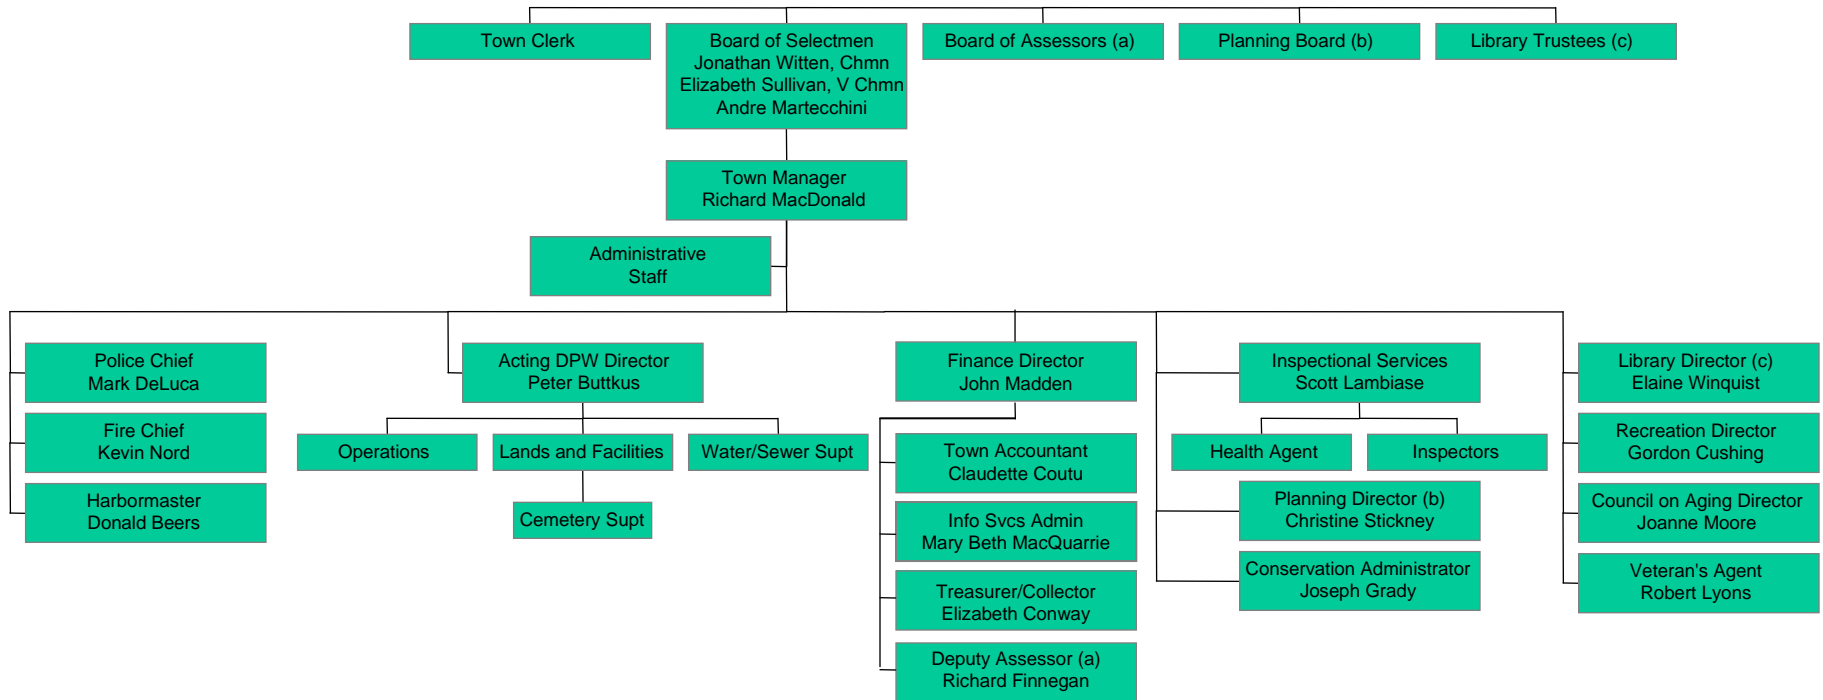 Town Clerk
Board of Selectmen
Jonathan Witten, Chmn
Elizabeth Sullivan, V Chmn
Andre Martecchini
Board of Assessors (a)
Planning Board (b)
Library Trustees (c)
Town Manager
Richard MacDonald
Administrative
Staff
Police Chief
Mark DeLuca
Fire Chief
Kevin Nord
Harbormaster
Donald Beers
Acting DPW Director
Peter Buttkus
Operations
Lands and Facilities
Water/Sewer Supt
Cemetery Supt
Finance Director
John Madden
Town Accountant
Claudette Coutu
Info Svcs Admin
Mary Beth MacQuarrie
Treasurer/Collector
Elizabeth Conway
Deputy Assessor (a)
Richard Finnegan
Inspectional Services
Scott Lambiase
Health Agent
Inspectors
Planning Director (b)
Christine Stickney
Conservation Administrator
Joseph Grady
Library Director (c)
Elaine Winquist
Recreation Director
Gordon Cushing
Council on Aging Director
Joanne Moore
Veteran's Agent
Robert Lyons